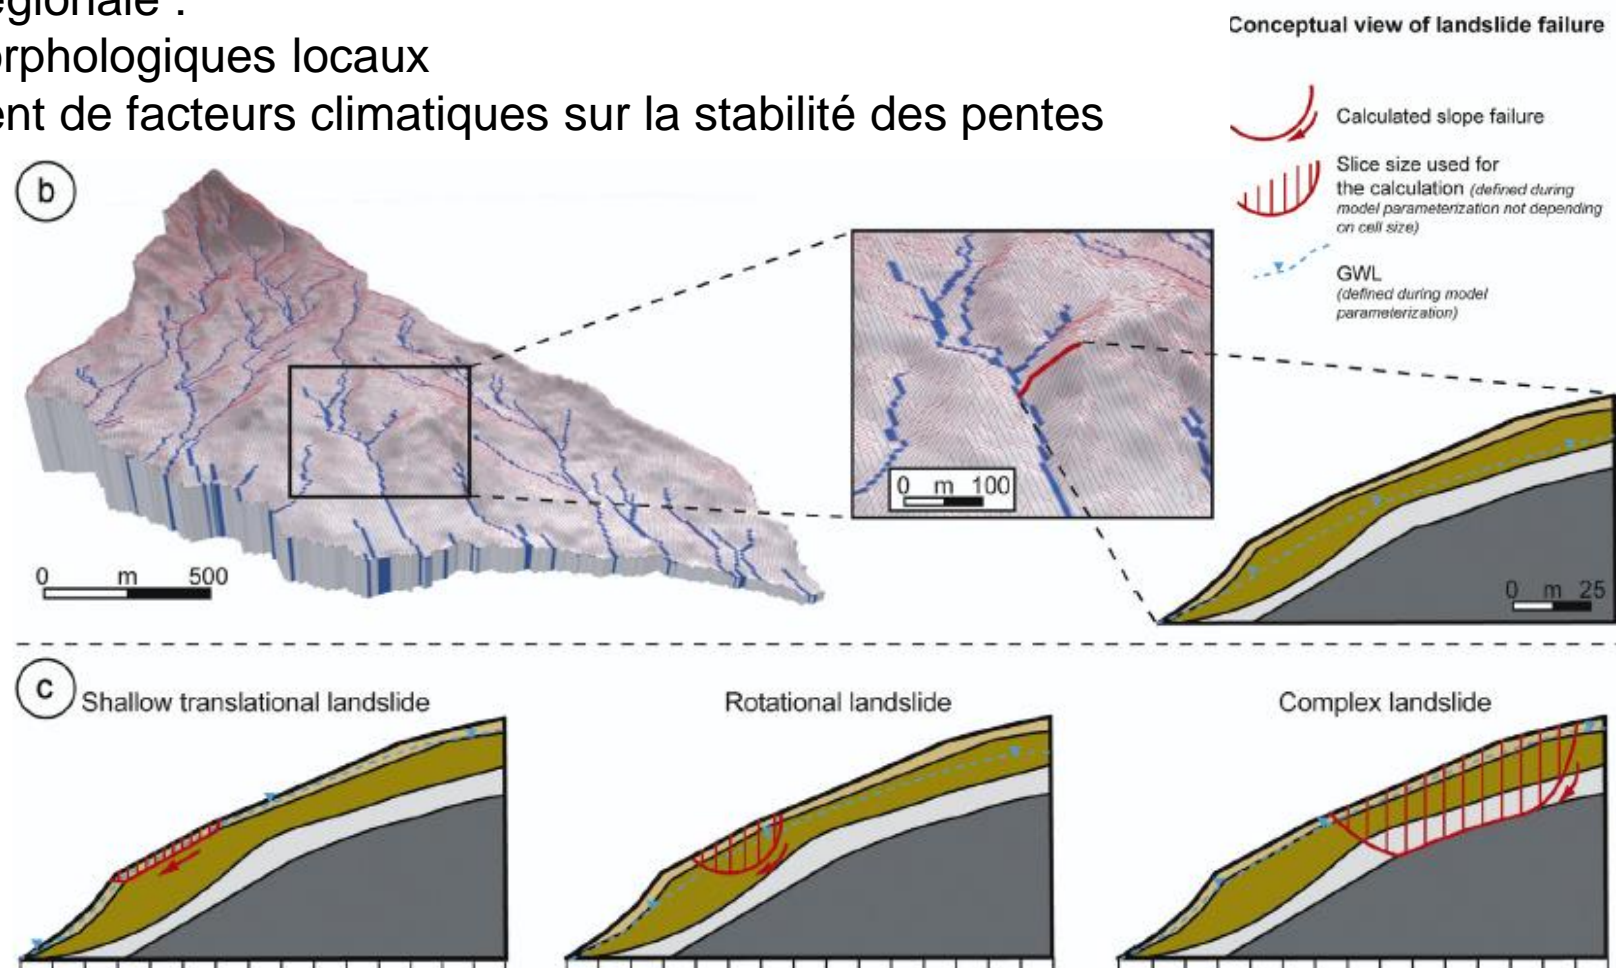 égionale :
orphologiques locaux
ent de facteurs climatiques sur la stabilité des pentes
Conceptual view of landslide failure
Calculated slope failure
Slice size used for
the calculation (defined during
model parameterization not depending
on cell size)
GWL
(defined during model
parameterization)
b
0 m 100
0 m 500
0 m 25
c
Shallow translational landslide
Rotational landslide
Complex landslide